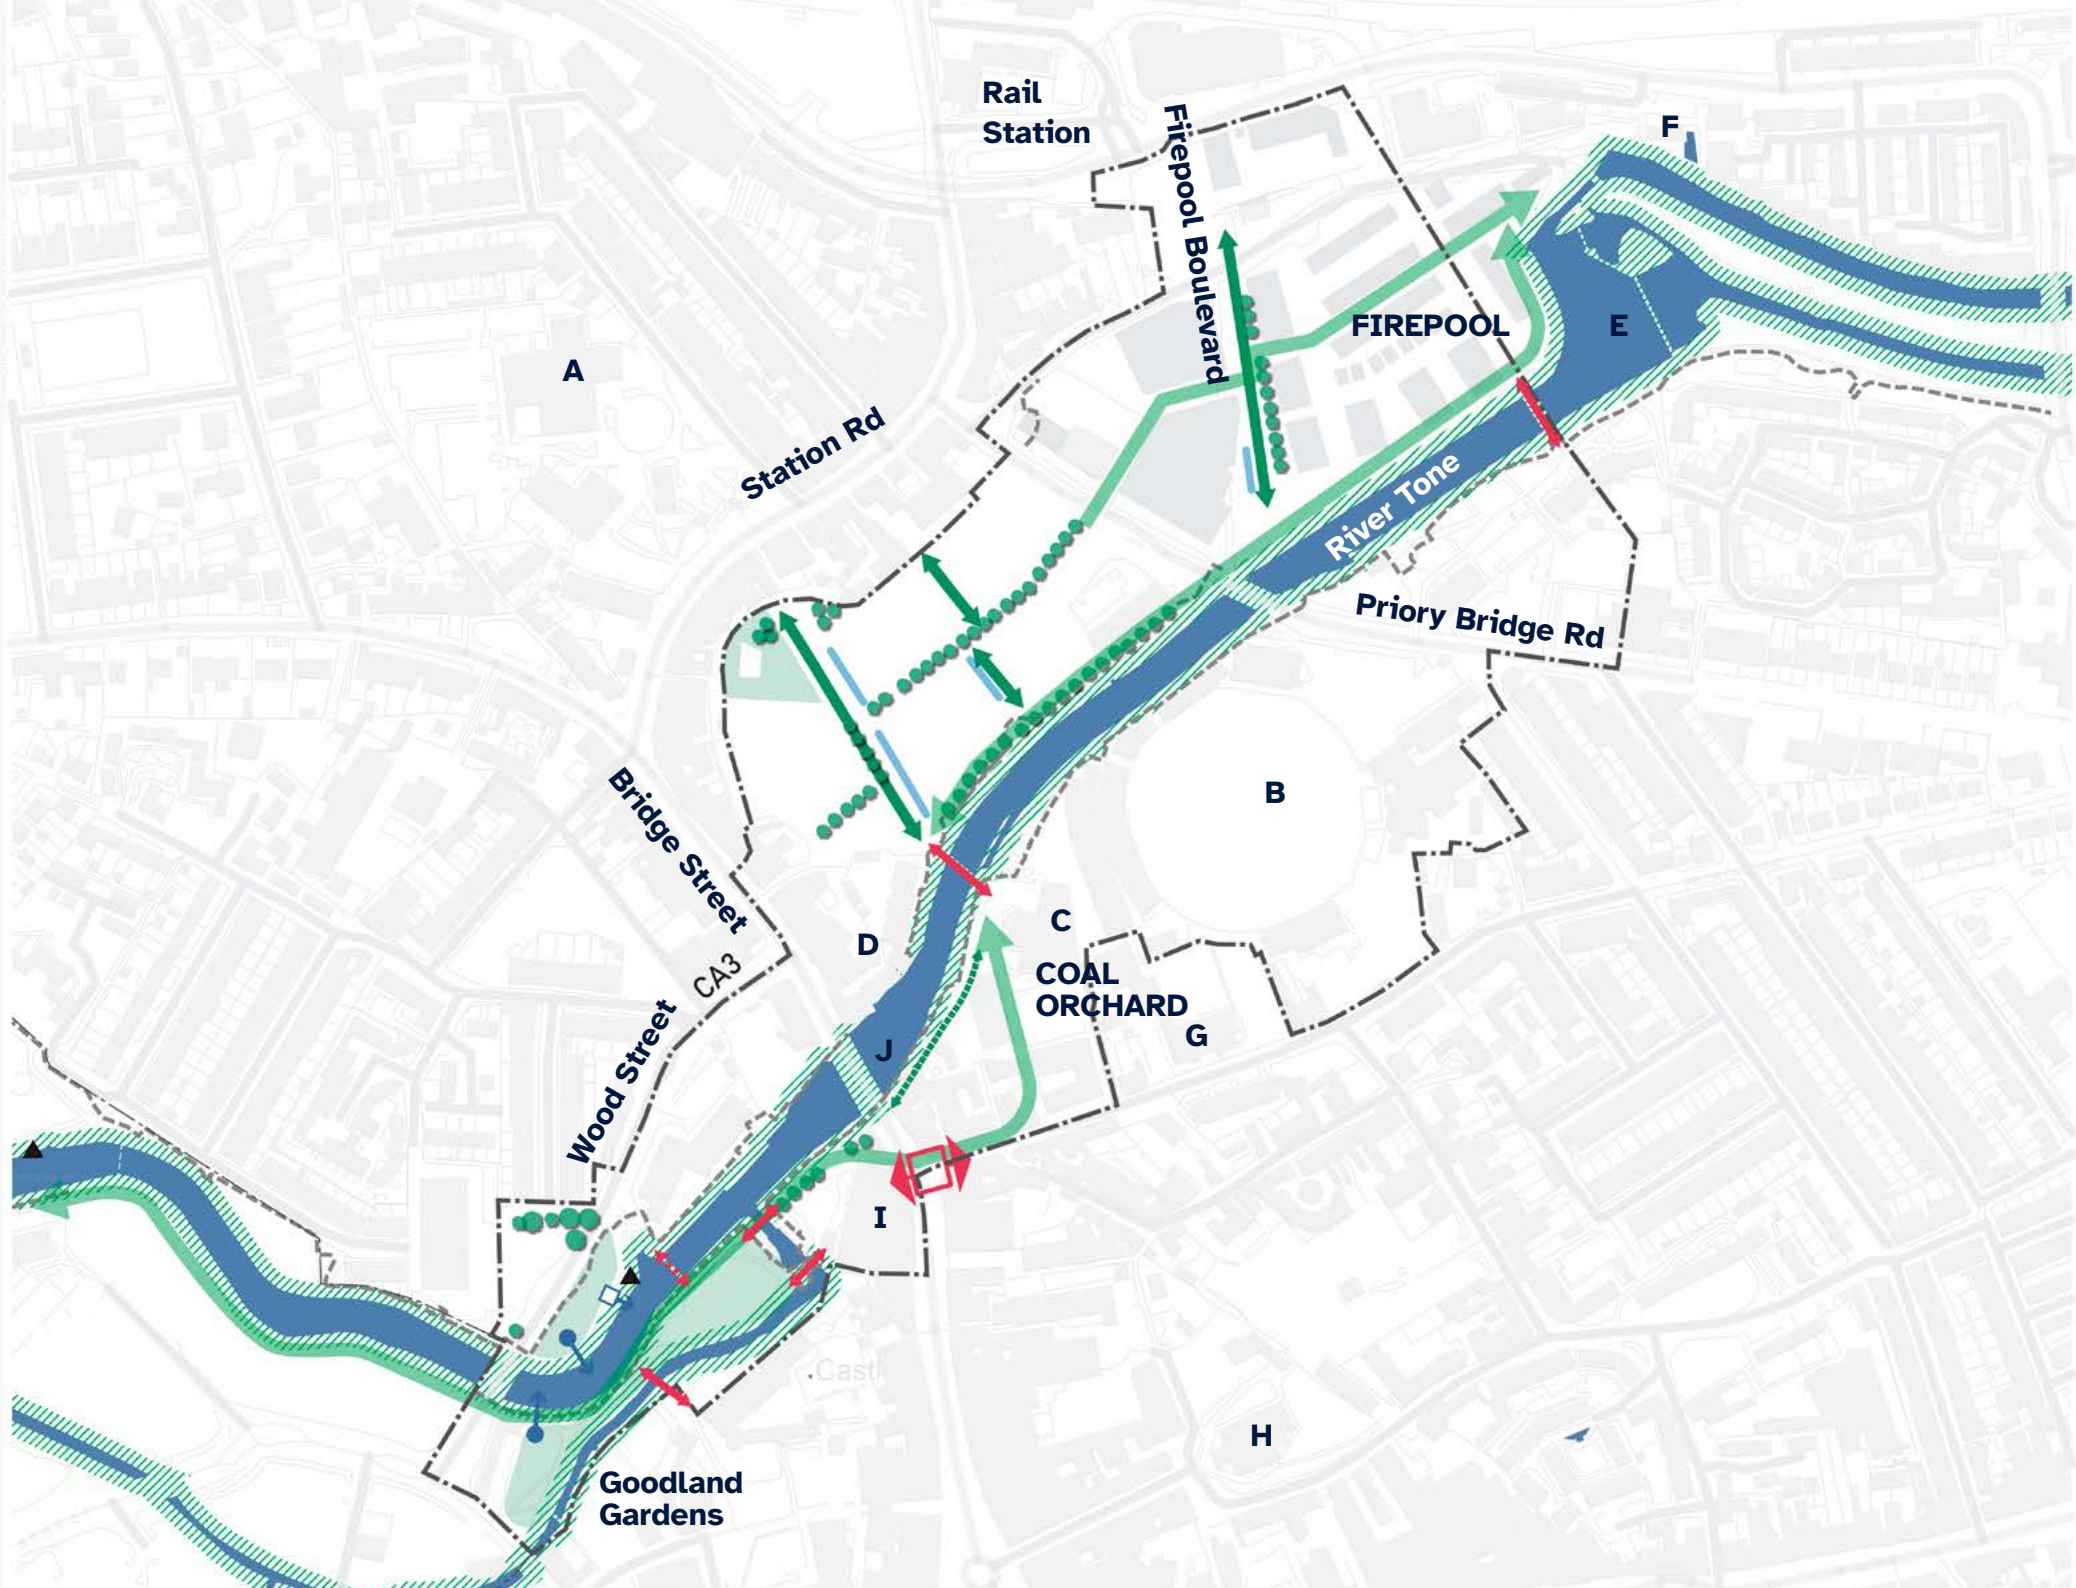 Rail
Station
Firepool Boulevard
F
FIREPOOL
E
A
Station Rd
River Tone
Priory Bridge Rd
B
Bridge Street
C
D
CA3
COAL
ORCHARD
G
Wood Street
J
I
H
Goodland
Gardens